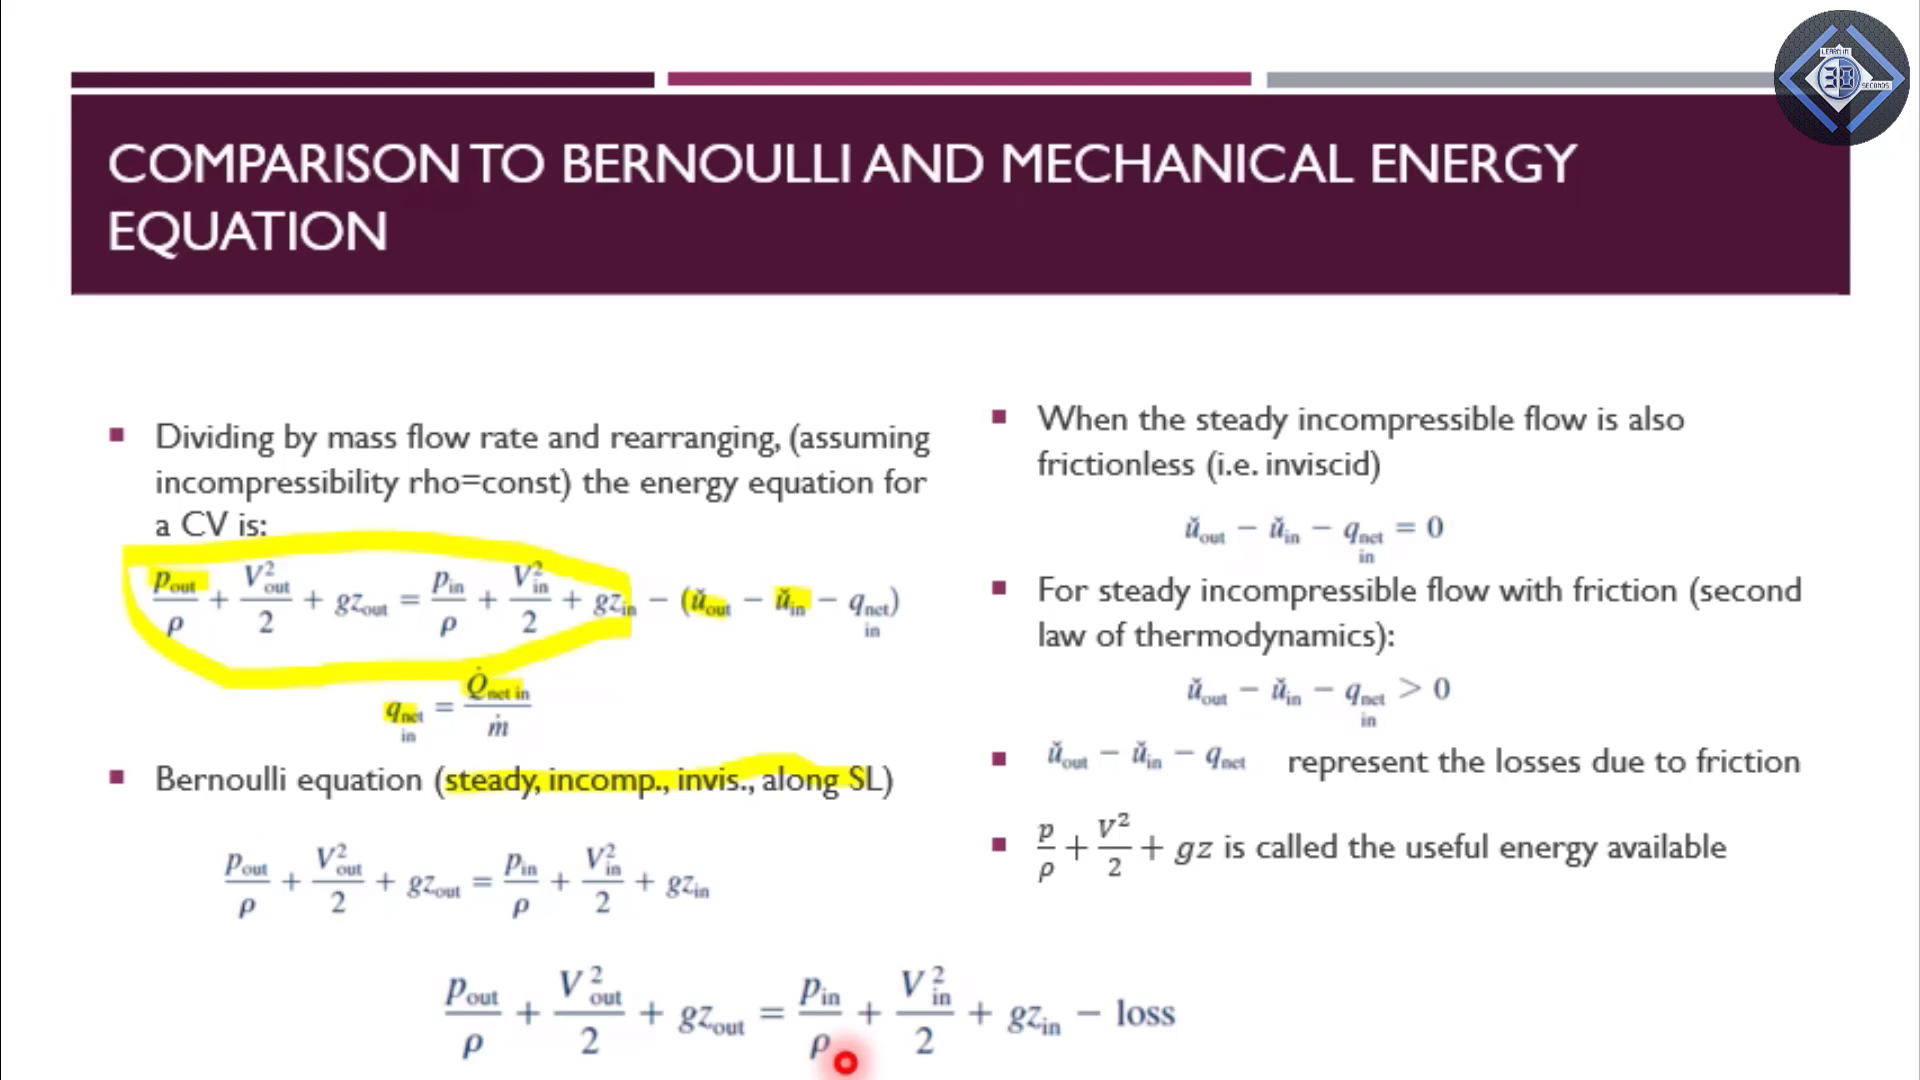 LEARN IN
30
SECONDS
COMPARISON TO BERNOULLI AND MECHANICAL ENERGY
EQUATION
▪ Dividing by mass flow rate and rearranging, (assuming
incompressibility rho=const) the energy equation for
a CV is:
p_out/ρ + V²_out/2 + gz_out = p_in/ρ + V²_in/2 + gz_in − (ǔ_out − ǔ_in − q_net in)
q_net in = Q̇_net in/ṁ
▪ Bernoulli equation (steady, incomp., invis., along SL)
p_out/ρ + V²_out/2 + gz_out = p_in/ρ + V²_in/2 + gz_in
▪ When the steady incompressible flow is also
frictionless (i.e. inviscid)
ǔ_out − ǔ_in − q_net in = 0
▪ For steady incompressible flow with friction (second
law of thermodynamics):
ǔ_out − ǔ_in − q_net in > 0
▪ ǔ_out − ǔ_in − q_net represent the losses due to friction
▪ p/ρ + V²/2 + gz is called the useful energy available
p_out/ρ + V²_out/2 + gz_out = p_in/ρ + V²_in/2 + gz_in − loss